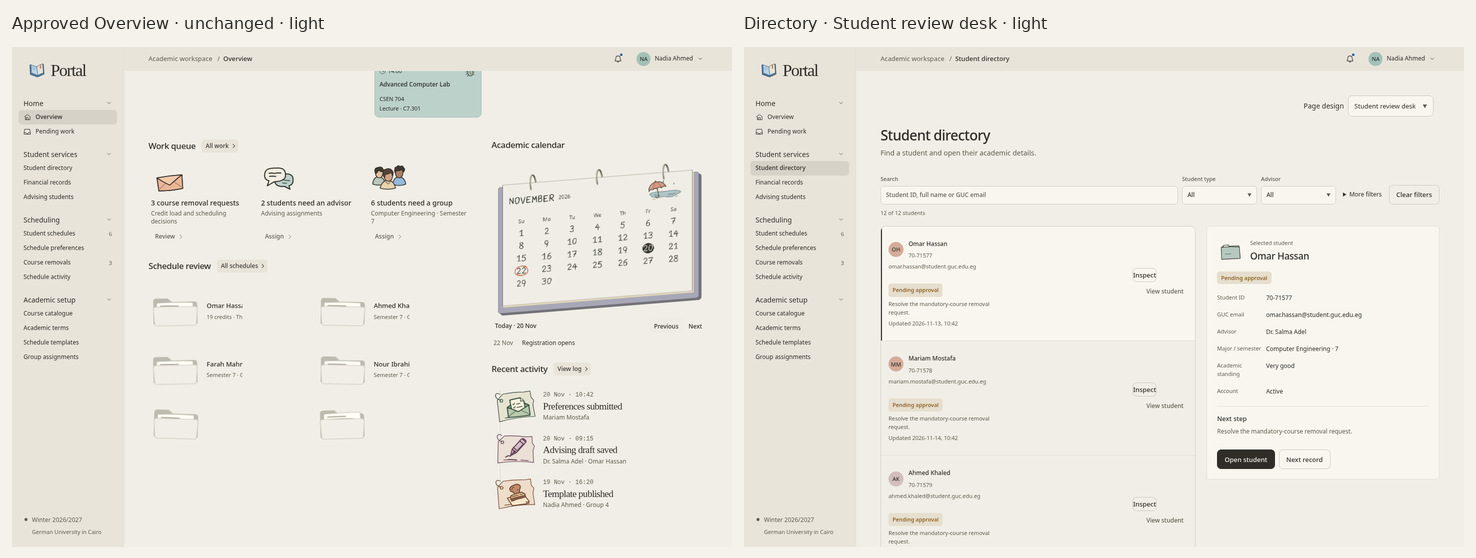 Approved Overview · unchanged · light
Portal
Academic workspace / Overview
NA Nadia Ahmed
Home
Overview
Pending work
Student services
Student directory
Financial records
Advising students
Scheduling
Student schedules 6
Schedule preferences
Course removals 3
Schedule activity
Academic setup
Course catalogue
Academic terms
Schedule templates
Group assignments
Winter 2026/2027
German University in Cairo
Advanced Computer Lab
CSEN 704
Lecture · C7.301
Work queue
All work
3 course removal requests
Credit load and scheduling
decisions
Review
2 students need an advisor
Advising assignments
Assign
6 students need a group
Computer Engineering · Semester
7
Assign
Schedule review
All schedules
Omar Hass
19 credits · Th
Ahmed Kha
Semester 7 ·
Farah Mahr
Semester 7 ·
Nour Ibrahi
Semester 7 ·
Academic calendar
NOVEMBER 2026
Su Mo Tu We Th Fr Sa
1 2 3 4 5 6 7
8 9 10 11 12 13 14
15 16 17 18 19 20 21
22 23 24 25 26 27 28
29 30
Today · 20 Nov
Previous
Next
22 Nov Registration opens
Recent activity
View log
20 Nov · 10:42
Preferences submitted
Mariam Mostafa
20 Nov · 09:15
Advising draft saved
Dr. Salma Adel · Omar Hassan
19 Nov · 16:20
Template published
Nadia Ahmed · Group 4
Directory · Student review desk · light
Portal
Academic workspace / Student directory
NA Nadia Ahmed
Home
Overview
Pending work
Student services
Student directory
Financial records
Advising students
Scheduling
Student schedules 6
Schedule preferences
Course removals 3
Schedule activity
Academic setup
Course catalogue
Academic terms
Schedule templates
Group assignments
Winter 2026/2027
German University in Cairo
Page design
Student review desk
Student directory
Find a student and open their academic details.
Search
Student ID, full name or GUC email
Student type
All
Advisor
All
More filters
Clear filters
12 of 12 students
OH
Omar Hassan
70-71577
omar.hassan@student.guc.edu.eg
Pending approval
Resolve the mandatory-course removal
request.
Updated 2026-11-13, 10:42
Inspect
View student
MM
Mariam Mostafa
70-71578
mariam.mostafa@student.guc.edu.eg
Pending approval
Resolve the mandatory-course removal
request.
Updated 2026-11-14, 10:42
Inspect
View student
AK
Ahmed Khaled
70-71579
ahmed.khaled@student.guc.edu.eg
Pending approval
Resolve the mandatory-course removal
request.
Inspect
View student
Selected student
Omar Hassan
Pending approval
Student ID 70-71577
GUC email omar.hassan@student.guc.edu.eg
Advisor Dr. Salma Adel
Major / semester Computer Engineering · 7
Academic
standing
Very good
Account Active
Next step
Resolve the mandatory-course removal request.
Open student
Next record